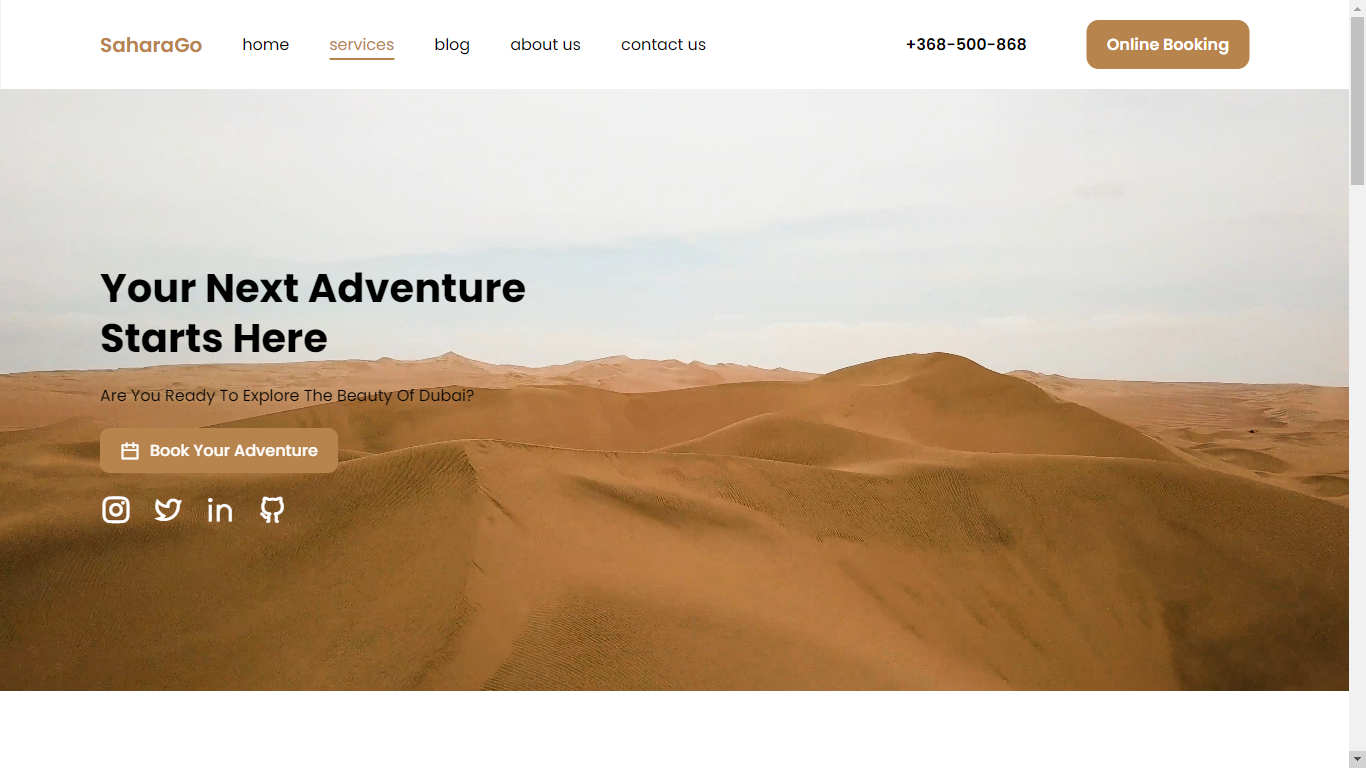 SaharaGo
home
services
blog
about us
contact us
+368-500-868
Online Booking
Your Next Adventure
Starts Here
Are You Ready To Explore The Beauty Of Dubai?
Book Your Adventure